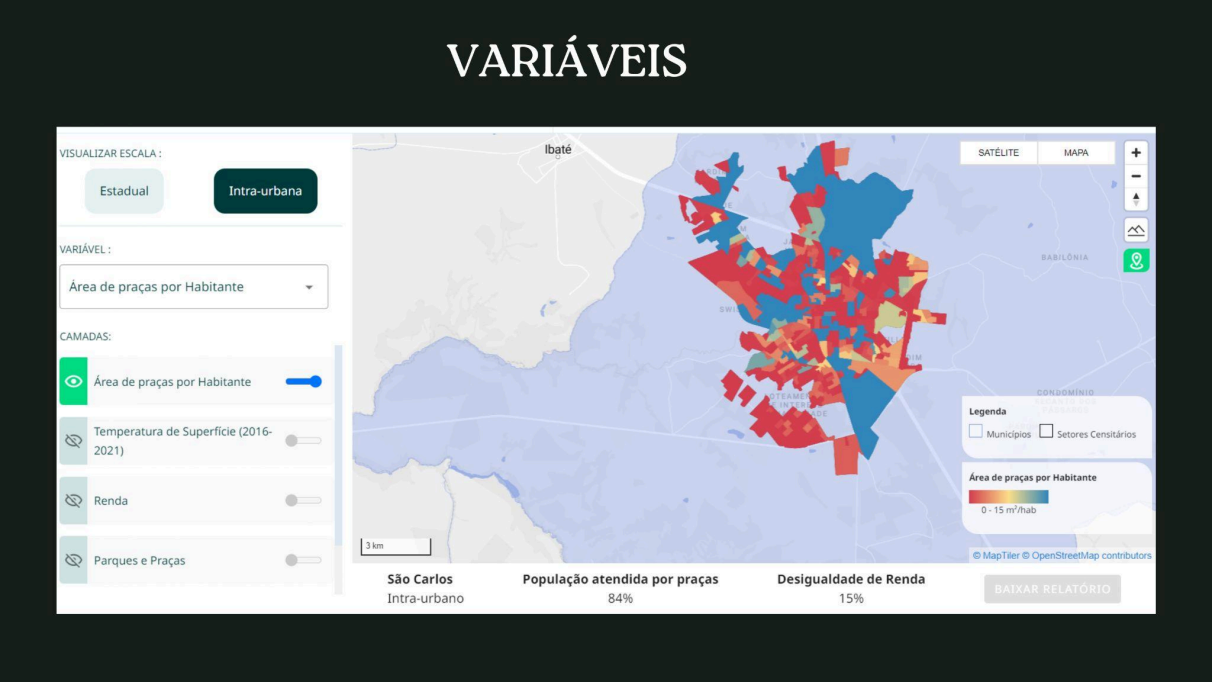 VARIÁVEIS
VISUALIZAR ESCALA :
Estadual
Intra-urbana
VARIÁVEL :
Área de praças por Habitante
CAMADAS:
Área de praças por Habitante
Temperatura de Superfície (2016-
2021)
Renda
Parques e Praças
Ibaté
SATÉLITE
MAPA
BABILÔNIA
CONDOMÍNIO
Legenda
Municípios
Setores Censitários
Área de praças por Habitante
0 - 15 m²/hab
3 km
© MapTiler © OpenStreetMap contributors
São Carlos
Intra-urbano
População atendida por praças
84%
Desigualdade de Renda
15%
BAIXAR RELATÓRIO